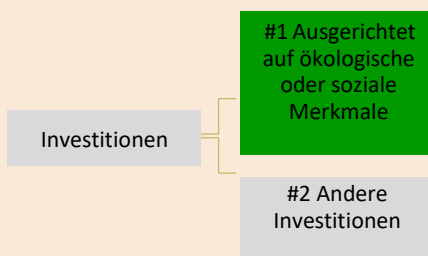 #1 Ausgerichtet
auf ökologische
oder soziale
Merkmale
Investitionen
#2 Andere
Investitionen